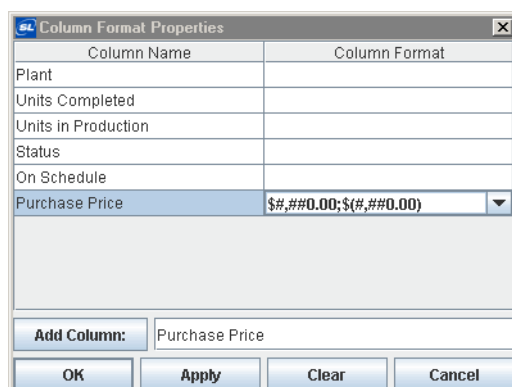 SL Column Format Properties
Column Name Column Format
Plant
Units Completed
Units in Production
Status
On Schedule
Purchase Price $#,##0.00;$(#,##0.00)
Add Column: Purchase Price
OK Apply Clear Cancel